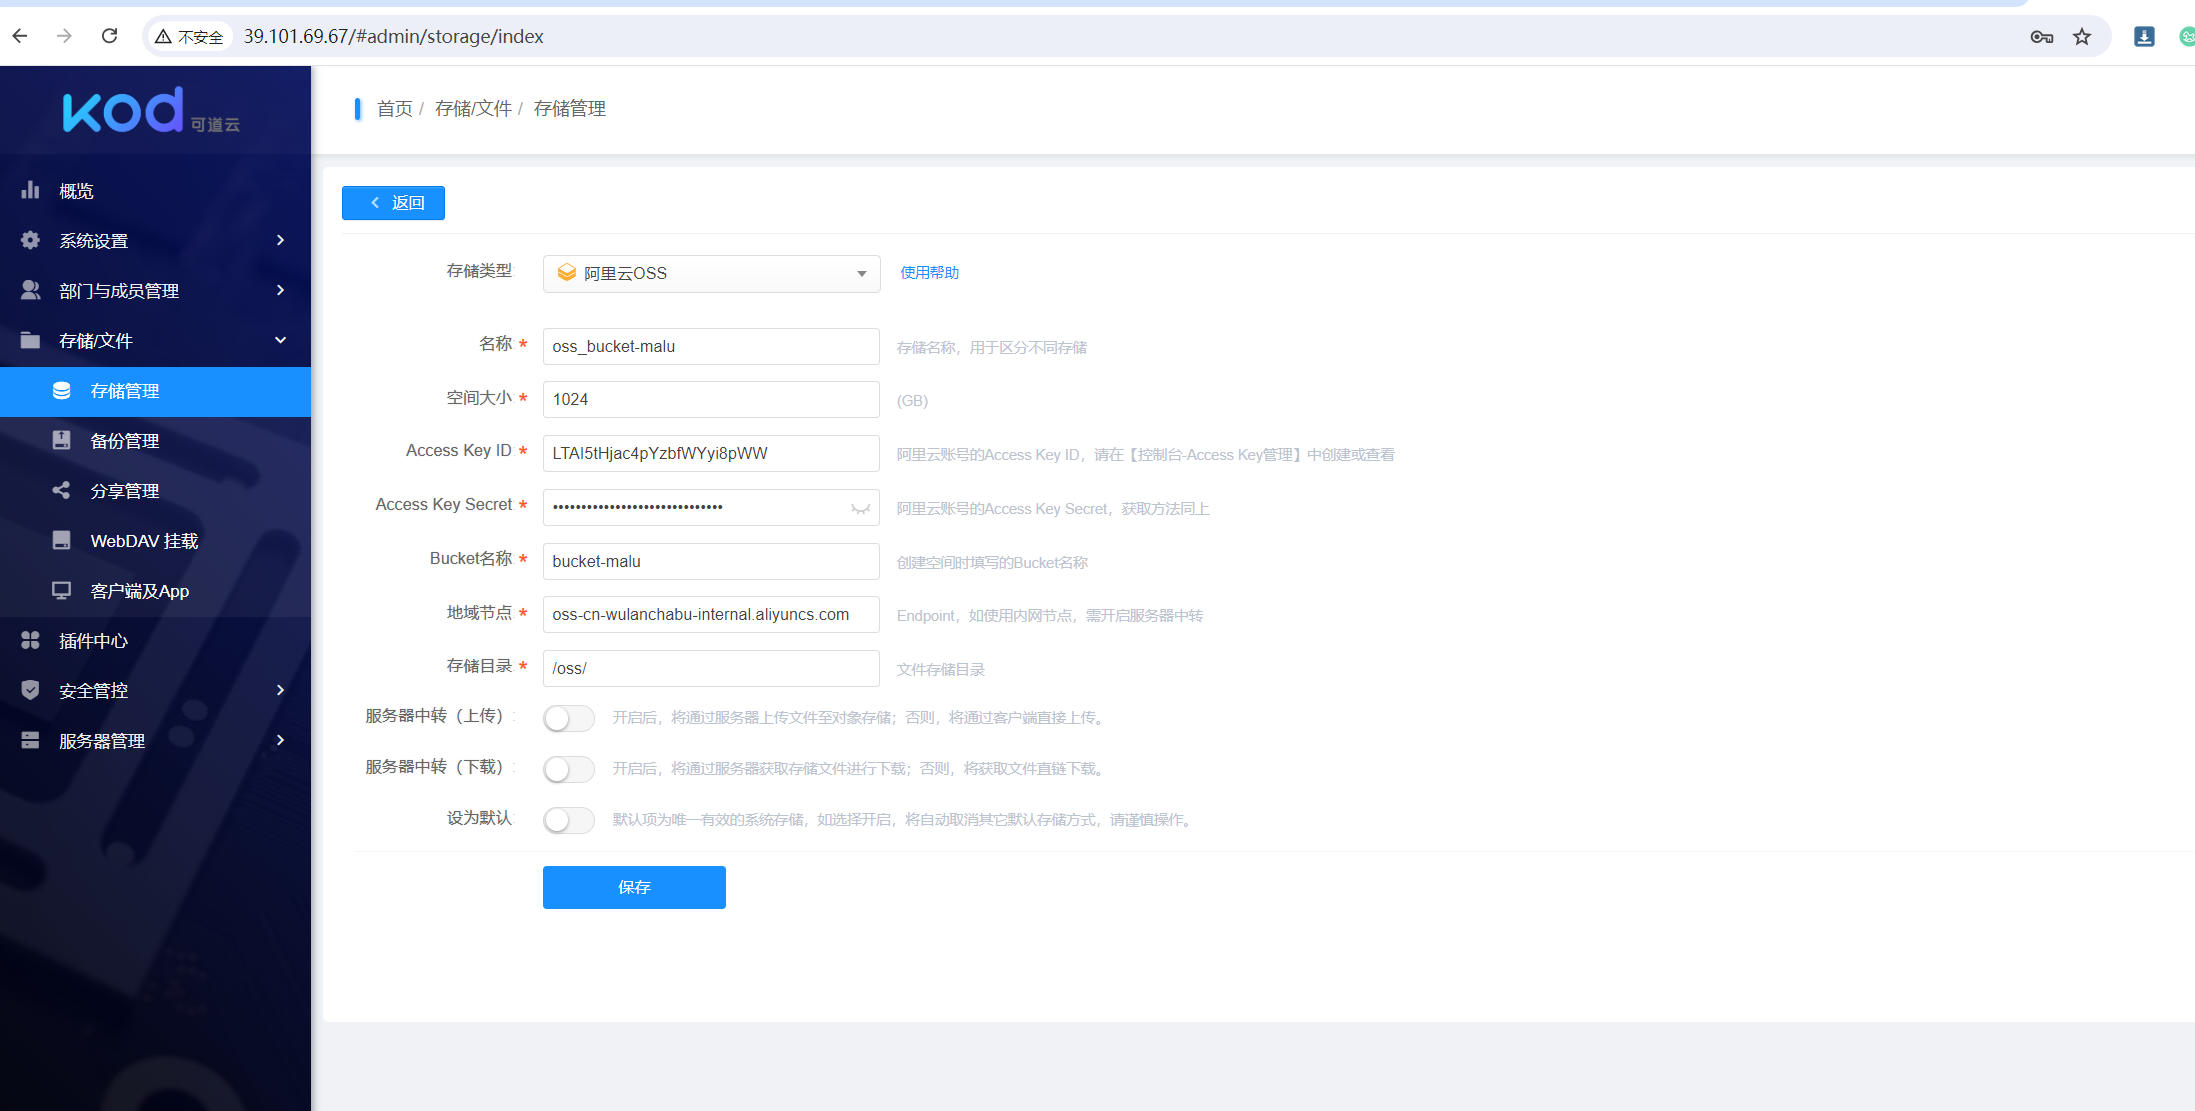 不安全 39.101.69.67/#admin/storage/index
kod 可道云
首页 / 存储/文件 / 存储管理
概览
系统设置
部门与成员管理
存储/文件
存储管理
备份管理
分享管理
WebDAV 挂载
客户端及App
插件中心
安全管控
服务器管理
返回
存储类型: 阿里云OSS 使用帮助
名称: * oss_bucket-malu 存储名称，用于区分不同存储
空间大小: * 1024 (GB)
Access Key ID: * LTAI5tHjac4pYzbfWYyi8pWW 阿里云账号的Access Key ID，请在【控制台-Access Key管理】中创建或查看
Access Key Secret: * •••••••••••••••••••••••••••••• 阿里云账号的Access Key Secret，获取方法同上
Bucket名称: * bucket-malu 创建空间时填写的Bucket名称
地域节点: * oss-cn-wulanchabu-internal.aliyuncs.com Endpoint，如使用内网节点，需开启服务器中转
存储目录: * /oss/ 文件存储目录
服务器中转（上传）: 开启后，将通过服务器上传文件至对象存储；否则，将通过客户端直接上传。
服务器中转（下载）: 开启后，将通过服务器获取存储文件进行下载；否则，将获取文件直链下载。
设为默认: 默认项为唯一有效的系统存储，如选择开启，将自动取消其它默认存储方式，请谨慎操作。
保存